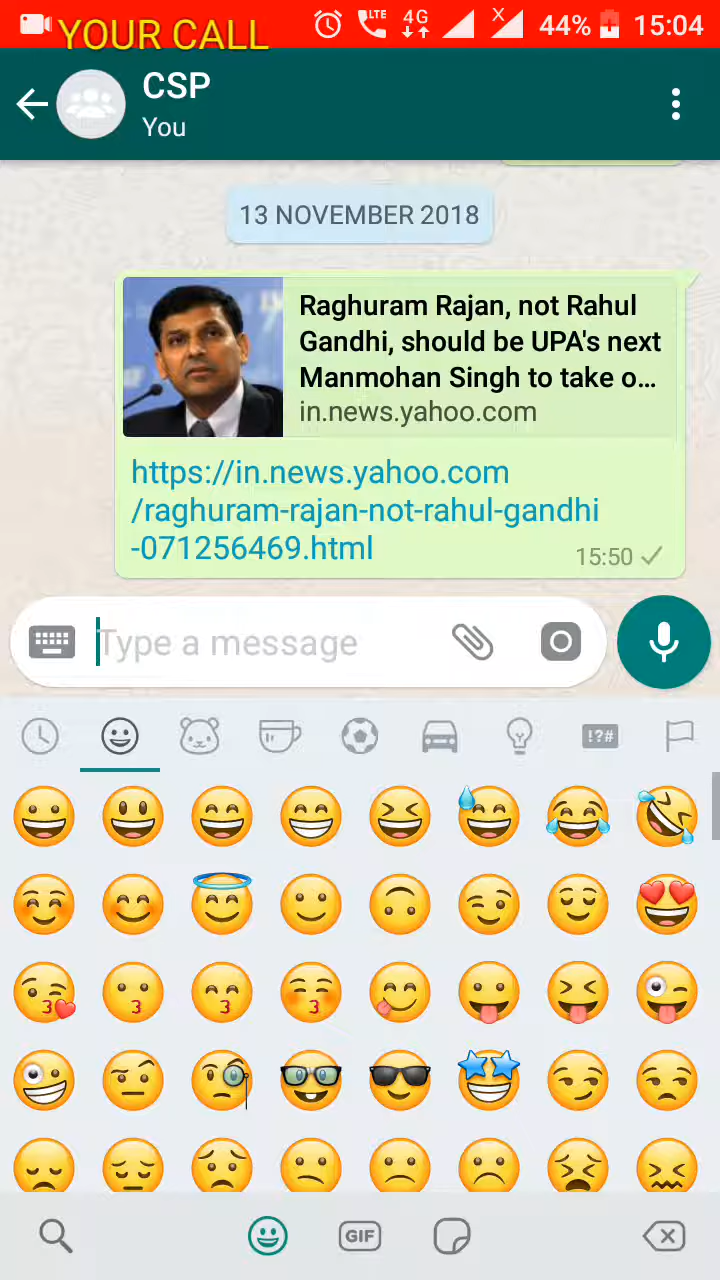 YOUR CALL
LTE 4G X 44% 15:04
CSP
You
13 NOVEMBER 2018
Raghuram Rajan, not Rahul
Gandhi, should be UPA's next
Manmohan Singh to take o...
in.news.yahoo.com
https://in.news.yahoo.com
/raghuram-rajan-not-rahul-gandhi
-071256469.html
15:50
Type a message
!?#
GIF